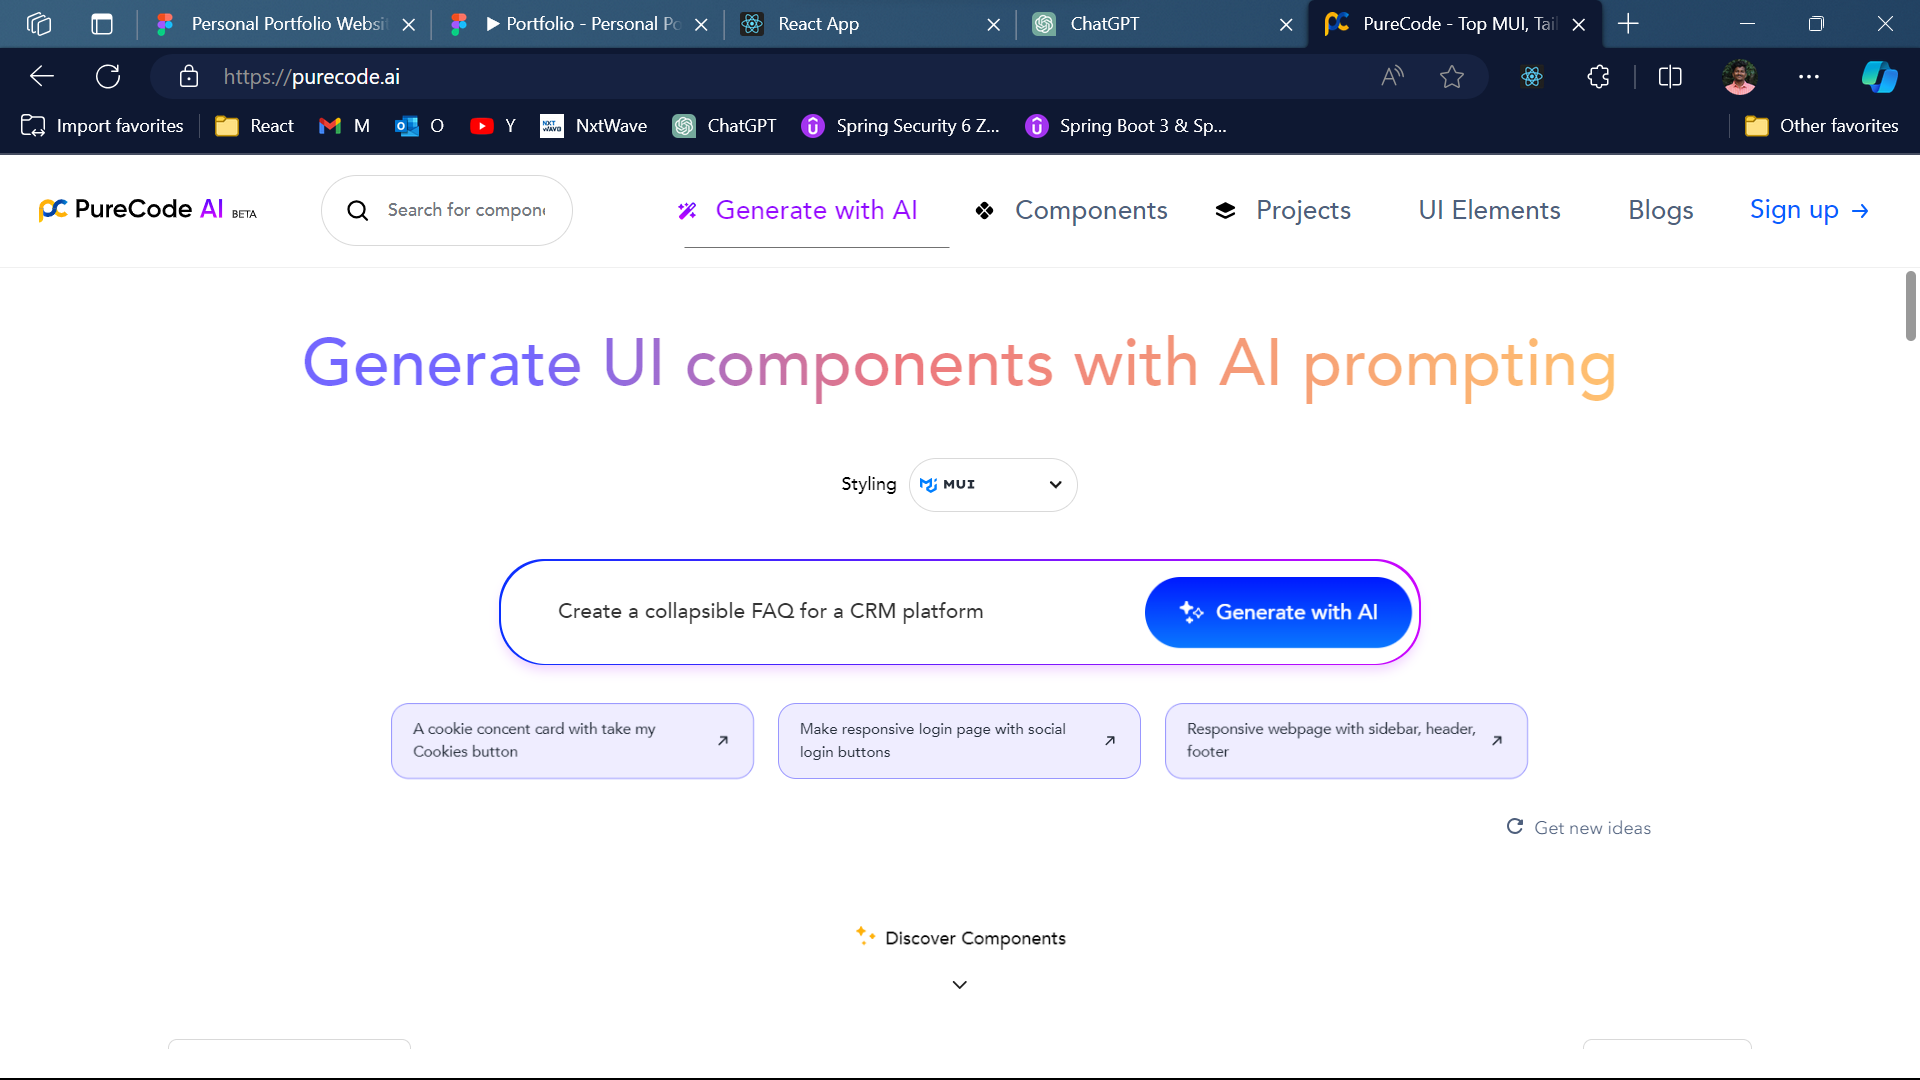 Personal Portfolio Websit
▶ Portfolio - Personal Po
React App
ChatGPT
PureCode - Top MUI, Tail
https://purecode.ai
Import favorites
React
M
O
Y
NXT WAVE
NxtWave
ChatGPT
Spring Security 6 Z...
Spring Boot 3 & Sp...
Other favorites
PureCode AI BETA
Search for compone
Generate with AI
Components
Projects
UI Elements
Blogs
Sign up →
Generate UI components with AI prompting
Styling
MUI
Create a collapsible FAQ for a CRM platform
Generate with AI
A cookie concent card with take my
Cookies button
Make responsive login page with social
login buttons
Responsive webpage with sidebar, header,
footer
Get new ideas
Discover Components